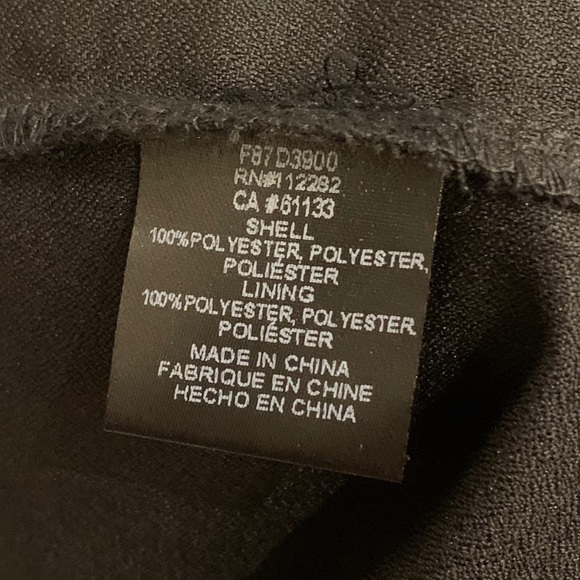 F87D3900
RN#112282
CA #61133
SHELL
100%POLYESTER, POLYESTER,
POLIÉSTER
LINING
100%POLYESTER, POLYESTER
POLIÉSTER
MADE IN CHINA
FABRIQUE EN CHINE
HECHO EN CHINA